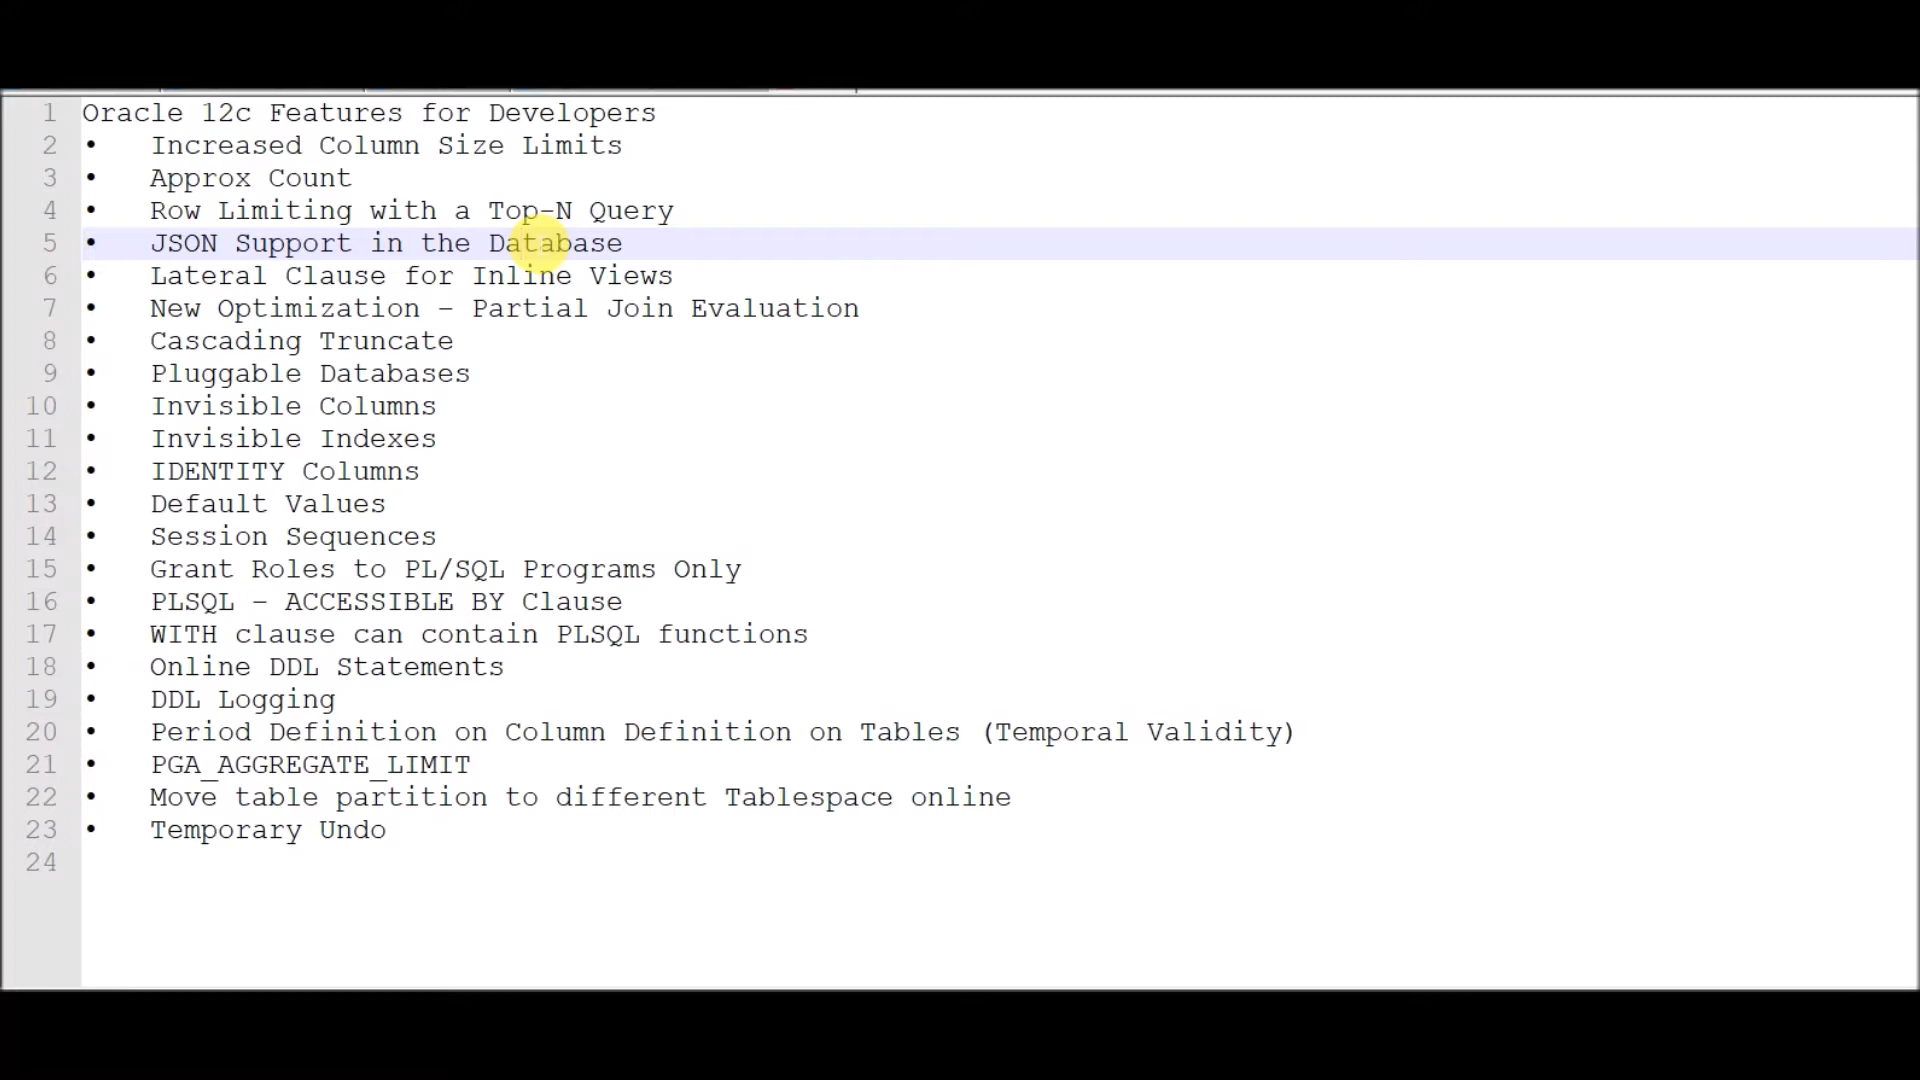 1 Oracle 12c Features for Developers
2 • Increased Column Size Limits
3 • Approx Count
4 • Row Limiting with a Top-N Query
5 • JSON Support in the Database
6 • Lateral Clause for Inline Views
7 • New Optimization – Partial Join Evaluation
8 • Cascading Truncate
9 • Pluggable Databases
10 • Invisible Columns
11 • Invisible Indexes
12 • IDENTITY Columns
13 • Default Values
14 • Session Sequences
15 • Grant Roles to PL/SQL Programs Only
16 • PLSQL – ACCESSIBLE BY Clause
17 • WITH clause can contain PLSQL functions
18 • Online DDL Statements
19 • DDL Logging
20 • Period Definition on Column Definition on Tables (Temporal Validity)
21 • PGA_AGGREGATE_LIMIT
22 • Move table partition to different Tablespace online
23 • Temporary Undo
24